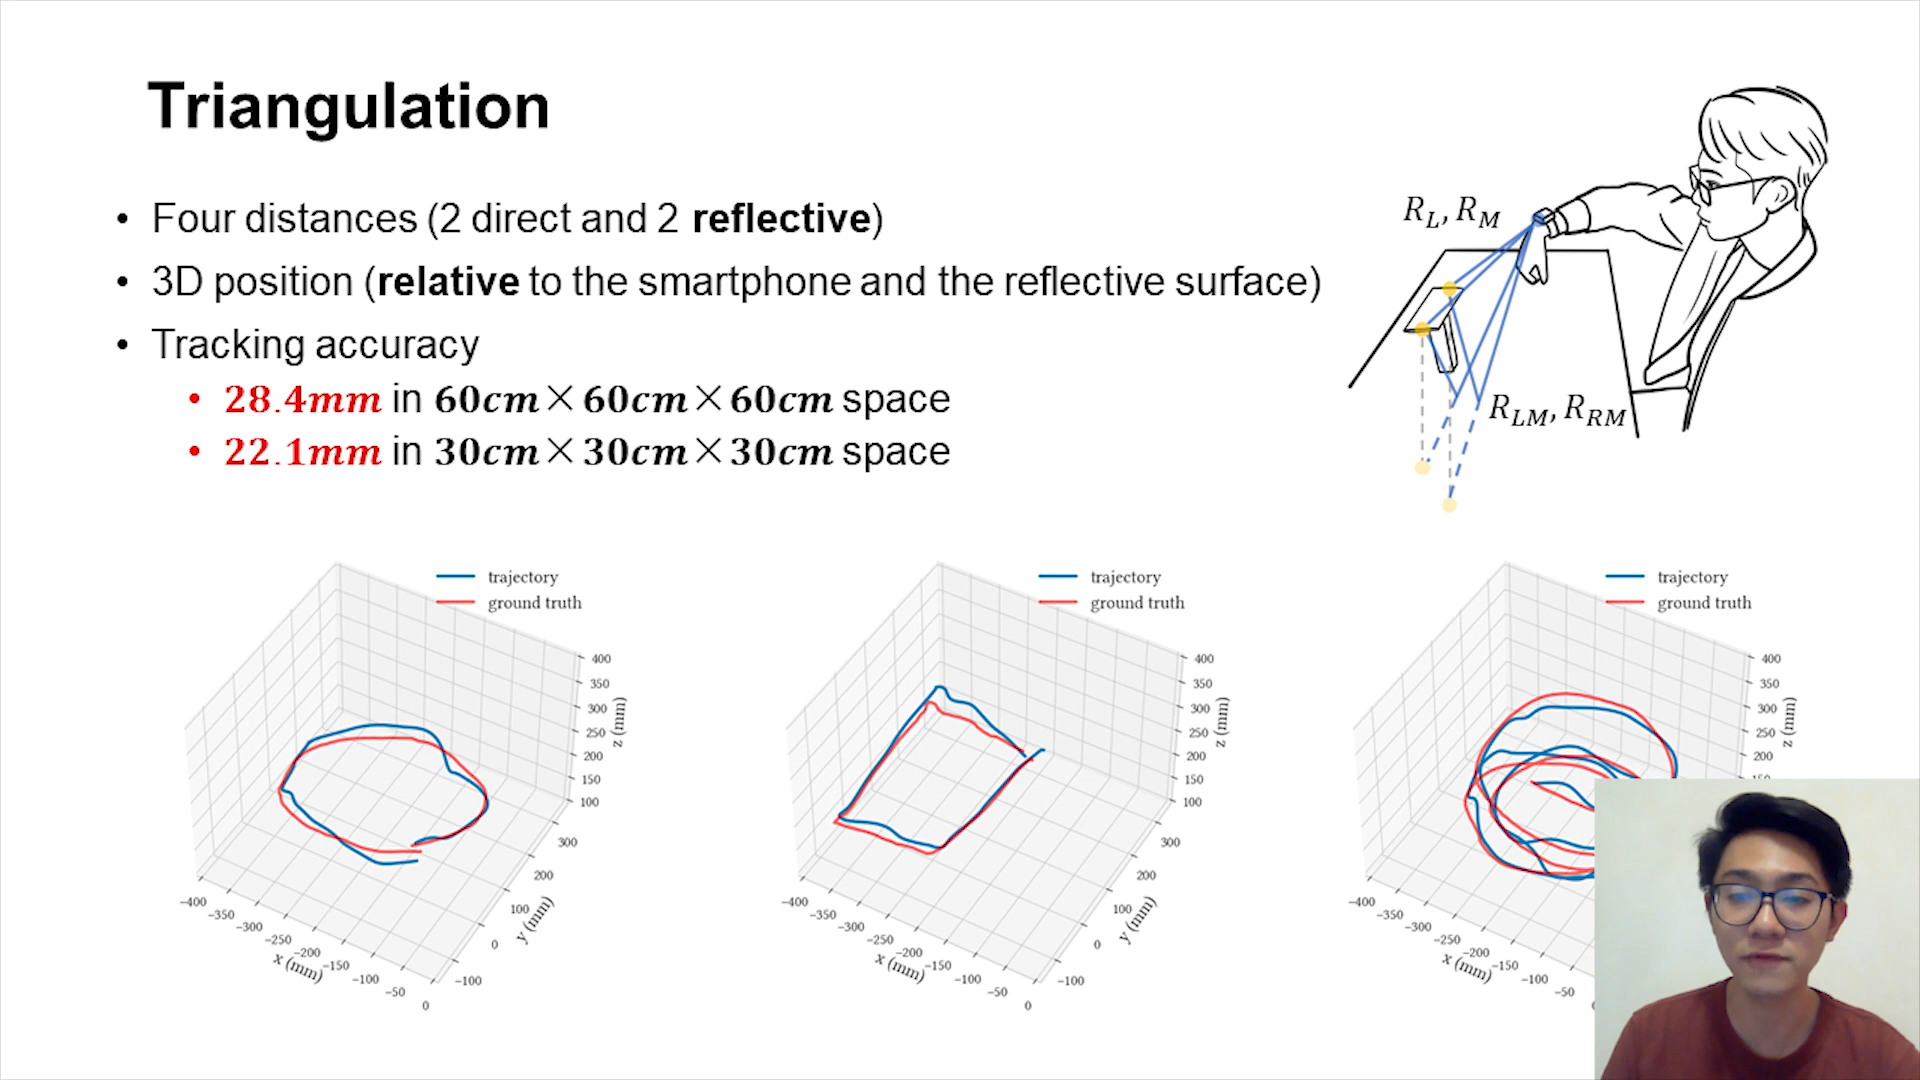 Triangulation
• Four distances (2 direct and 2 reflective)
• 3D position (relative to the smartphone and the reflective surface)
• Tracking accuracy
• 28.4mm in 60cm×60cm×60cm space
• 22.1mm in 30cm×30cm×30cm space
R_L, R_M
R_LM, R_RM
trajectory
ground truth
400
350
300
250
200
150
100
z (mm)
300
200
100
0
-100
y (mm)
-400
-350
-300
-250
-200
-150
-100
-50
0
x (mm)
trajectory
ground truth
400
350
300
250
200
150
100
z (mm)
300
200
100
0
-100
y (mm)
-400
-350
-300
-250
-200
-150
-100
-50
0
x (mm)
trajectory
ground truth
400
350
300
250
200
z (mm)
-400
-350
-300
-250
-200
-150
-100
-50
x (mm)